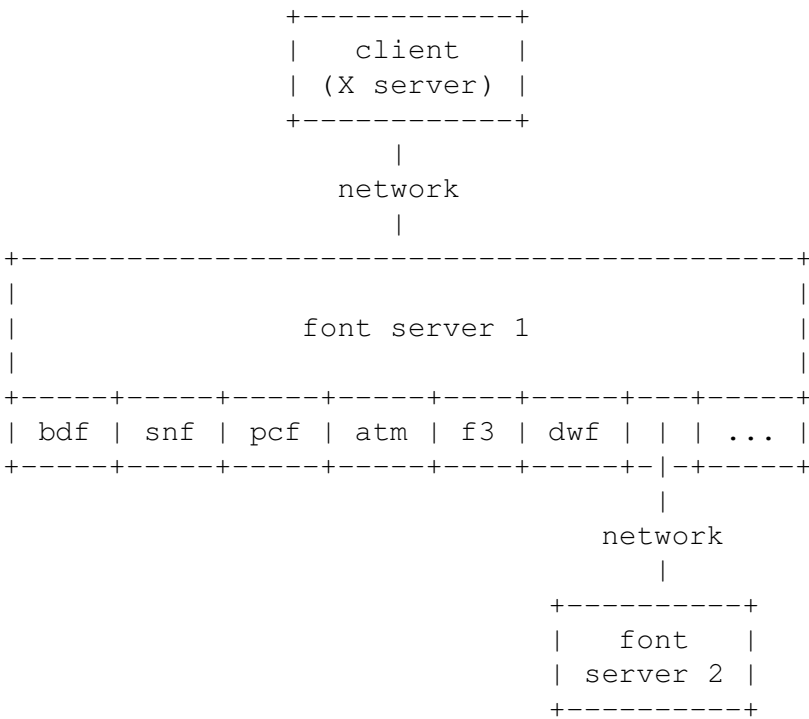 client
(X server)
network
font server 1
bdf | snf | pcf | atm | f3 | dwf | | | ...
network
font
server 2